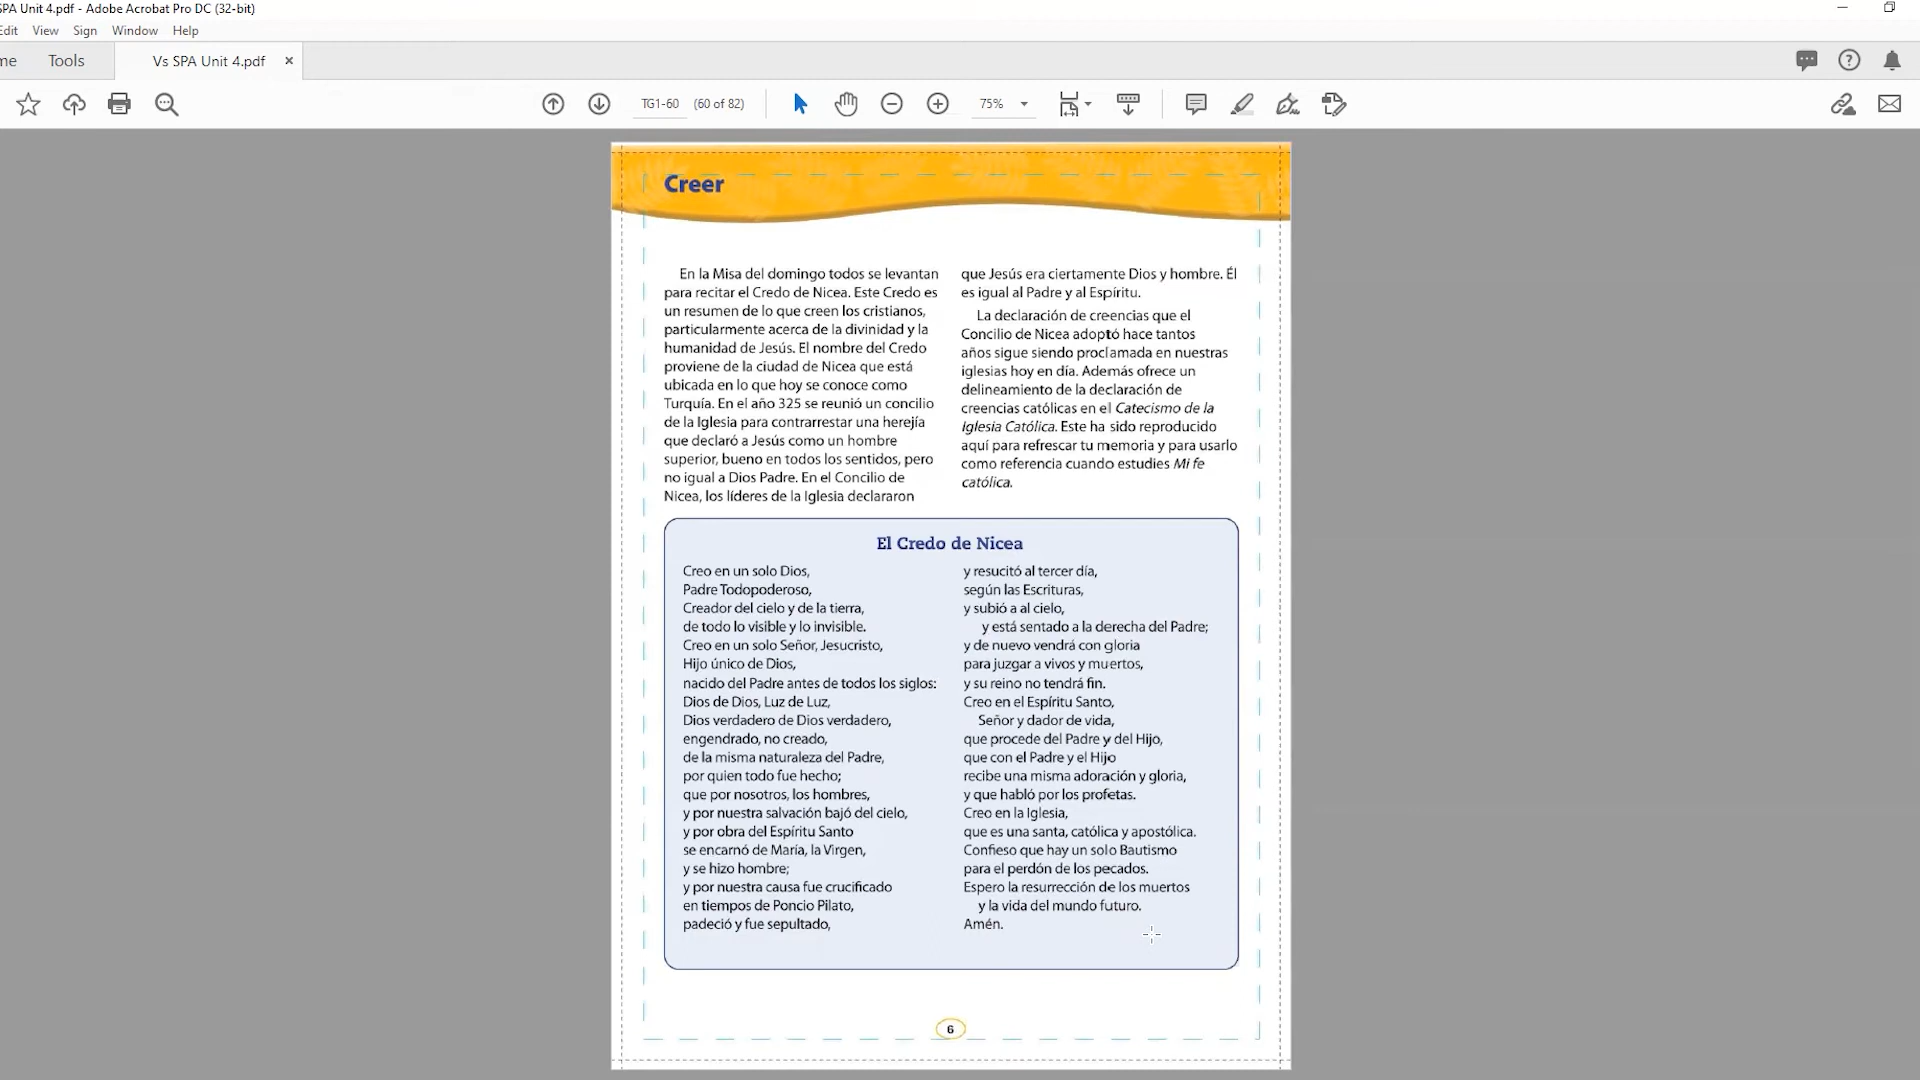 SPA Unit 4.pdf - Adobe Acrobat Pro DC (32-bit)
Edit View Sign Window Help
me Tools Vs SPA Unit 4.pdf ×
TG1-60 (60 of 82) 75%
Creer
En la Misa del domingo todos se levantan
para recitar el Credo de Nicea. Este Credo es
un resumen de lo que creen los cristianos,
particularmente acerca de la divinidad y la
humanidad de Jesús. El nombre del Credo
proviene de la ciudad de Nicea que está
ubicada en lo que hoy se conoce como
Turquía. En el año 325 se reunió un concilio
de la Iglesia para contrarrestar una herejía
que declaró a Jesús como un hombre
superior, bueno en todos los sentidos, pero
no igual a Dios Padre. En el Concilio de
Nicea, los líderes de la Iglesia declararon
que Jesús era ciertamente Dios y hombre. Él
es igual al Padre y al Espíritu.
La declaración de creencias que el
Concilio de Nicea adoptó hace tantos
años sigue siendo proclamada en nuestras
iglesias hoy en día. Además ofrece un
delineamiento de la declaración de
creencias católicas en el Catecismo de la
Iglesia Católica. Este ha sido reproducido
aquí para refrescar tu memoria y para usarlo
como referencia cuando estudies Mi fe
católica.
El Credo de Nicea
Creo en un solo Dios,
Padre Todopoderoso,
Creador del cielo y de la tierra,
de todo lo visible y lo invisible.
Creo en un solo Señor, Jesucristo,
Hijo único de Dios,
nacido del Padre antes de todos los siglos:
Dios de Dios, Luz de Luz,
Dios verdadero de Dios verdadero,
engendrado, no creado,
de la misma naturaleza del Padre,
por quien todo fue hecho;
que por nosotros, los hombres,
y por nuestra salvación bajó del cielo,
y por obra del Espíritu Santo
se encarnó de María, la Virgen,
y se hizo hombre;
y por nuestra causa fue crucificado
en tiempos de Poncio Pilato,
padeció y fue sepultado,
y resucitó al tercer día,
según las Escrituras,
y subió a al cielo,
y está sentado a la derecha del Padre;
y de nuevo vendrá con gloria
para juzgar a vivos y muertos,
y su reino no tendrá fin.
Creo en el Espíritu Santo,
Señor y dador de vida,
que procede del Padre y del Hijo,
que con el Padre y el Hijo
recibe una misma adoración y gloria,
y que habló por los profetas.
Creo en la Iglesia,
que es una santa, católica y apostólica.
Confieso que hay un solo Bautismo
para el perdón de los pecados.
Espero la resurrección de los muertos
y la vida del mundo futuro.
Amén.
6